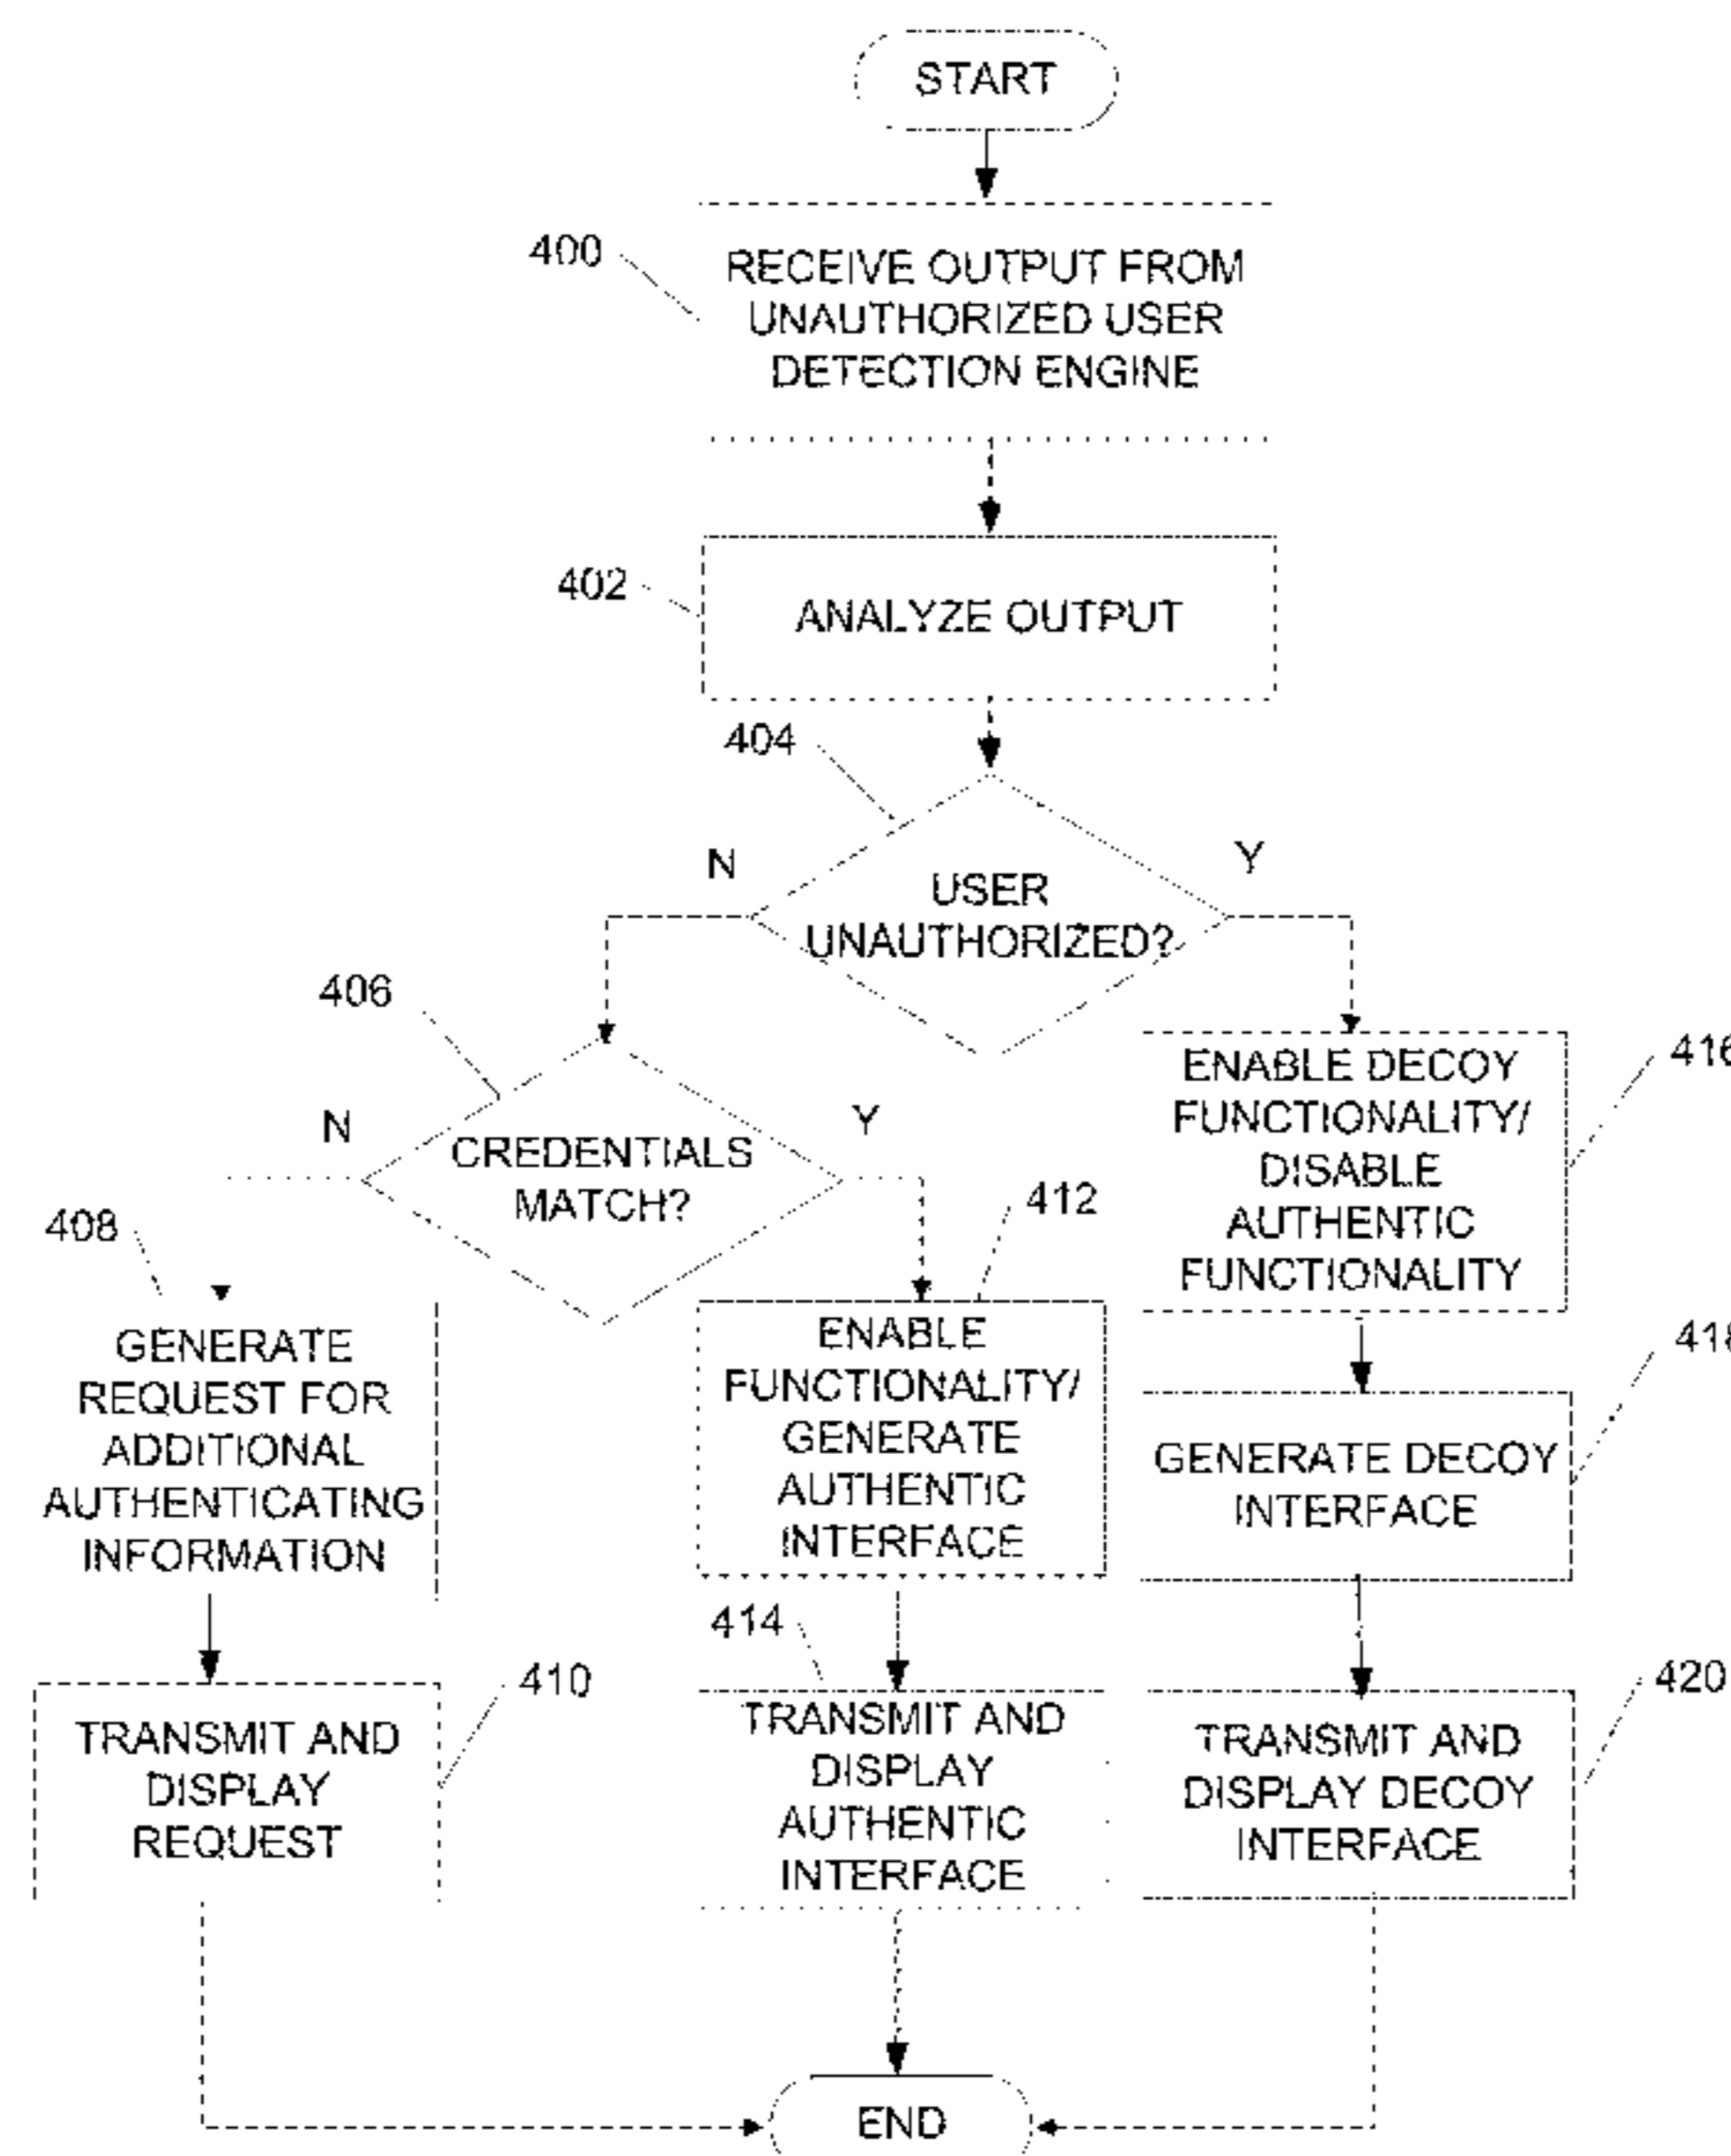 START
400
RECEIVE OUTPUT FROM
UNAUTHORIZED USER
DETECTION ENGINE
402
ANALYZE OUTPUT
404
N
Y
USER
UNAUTHORIZED?
406
N
Y
CREDENTIALS
MATCH?
416
ENABLE DECOY
FUNCTIONALITY/
DISABLE
AUTHENTIC
FUNCTIONALITY
408
GENERATE
REQUEST FOR
ADDITIONAL
AUTHENTICATING
INFORMATION
412
ENABLE
FUNCTIONALITY/
GENERATE
AUTHENTIC
INTERFACE
418
GENERATE DECOY
INTERFACE
410
TRANSMIT AND
DISPLAY
REQUEST
414
TRANSMIT AND
DISPLAY
AUTHENTIC
INTERFACE
420
TRANSMIT AND
DISPLAY DECOY
INTERFACE
END